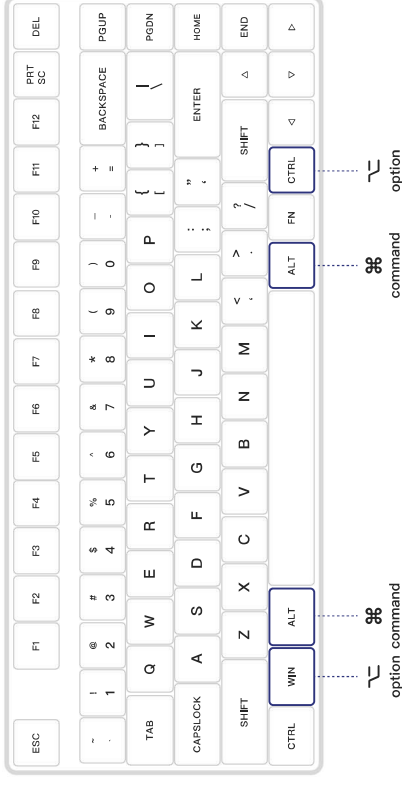 ESC F1 F2 F3 F4 F5 F6 F7 F8 F9 F10 F11 F12 PRT SC DEL
~ . ! 1 @ 2 # 3 $ 4 % 5 ^ 6 & 7 * 8 ( 9 ) 0 — - + = BACKSPACE PGUP
TAB Q W E R T Y U I O P { [ } ] | \ PGDN
CAPSLOCK A S D F G H J K L : ; " ' ENTER HOME
SHIFT Z X C V B N M < , > . ? / SHIFT △ END
CTRL WIN ALT ALT FN CTRL ◁ ▽ ▷
⌥ ⌘ ⌘ ⌥
option command command option